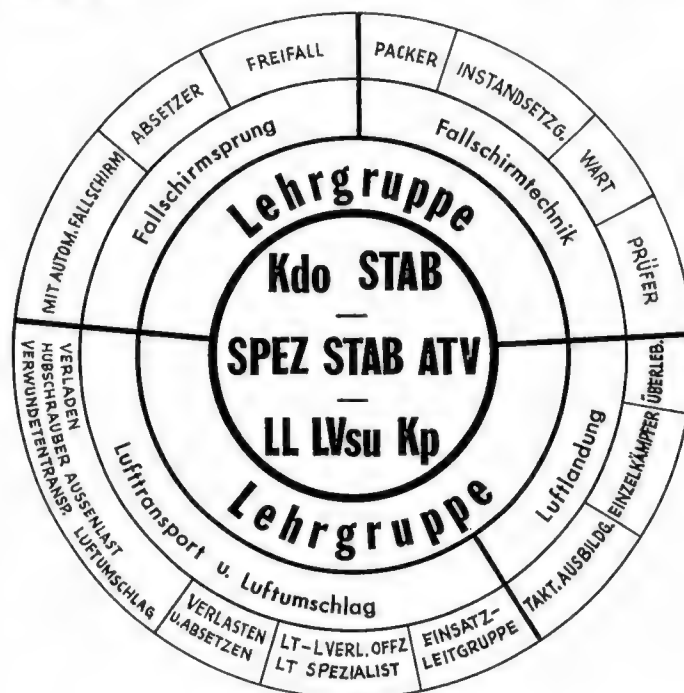 MIT AUTOM. FALLSCHIRM
ABSETZER
FREIFALL
PACKER
INSTANDSETZG.
WART
PRÜFER
Fallschirmsprung
Fallschirmtechnik
Lehrgruppe
Kdo STAB
SPEZ STAB ATV
LL LVsu Kp
Lehrgruppe
Lufttransport u. Luftumschlag
Luftlandung
VERLADEN
HUBSCHRAUBER AUSSENLAST
VERWUNDETENTRANSP. LUFTUMSCHLAG
VERLASTEN
u. ABSETZEN
LT-LVERL. OFFZ
LT SPEZIALIST
EINSATZ-
LEITGRUPPE
TAKT. AUSBILDG.
EINZELKÄMPFER
ÜBERLEB.